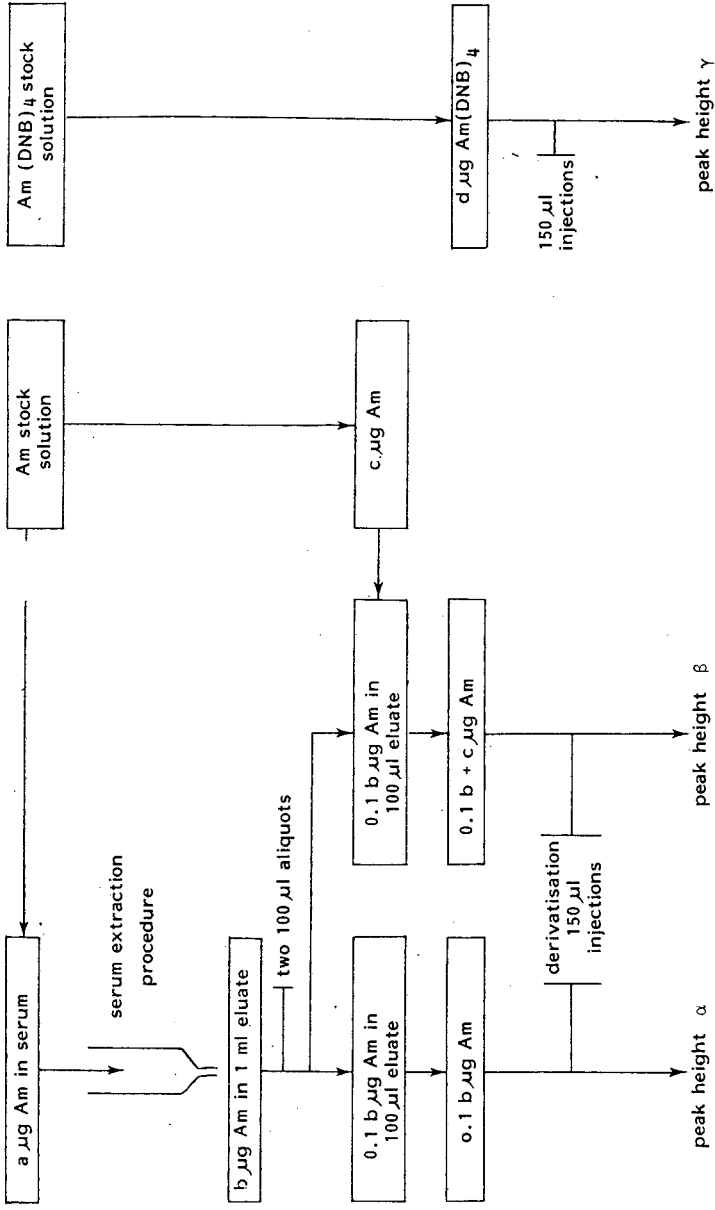 a µg Am in serum
serum extraction
procedure
b µg Am in 1 ml eluate
two 100 µl aliquots
0.1 b µg Am in
100 µl eluate
o.1 b µg Am
derivatisation
150 µl
injections
peak height α
0.1 b µg Am in
100 µl eluate
0.1 b + c µg Am
peak height β
Am stock
solution
c µg Am
Am (DNB)4 stock
solution
d µg Am(DNB)4
150 µl
injections
peak height γ